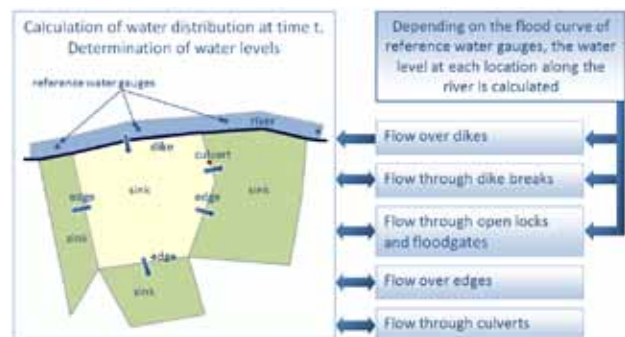 Calculation of water distribution at time t.
Determination of water levels
reference water gauges
river
dike
culvert
sink
sink
edge
edge
sink
edge
sink
Depending on the flood curve of
reference water gauges, the water
level at each location along the
river is calculated
Flow over dikes
Flow through dike breaks
Flow through open locks
and floodgates
Flow over edges
Flow through culverts